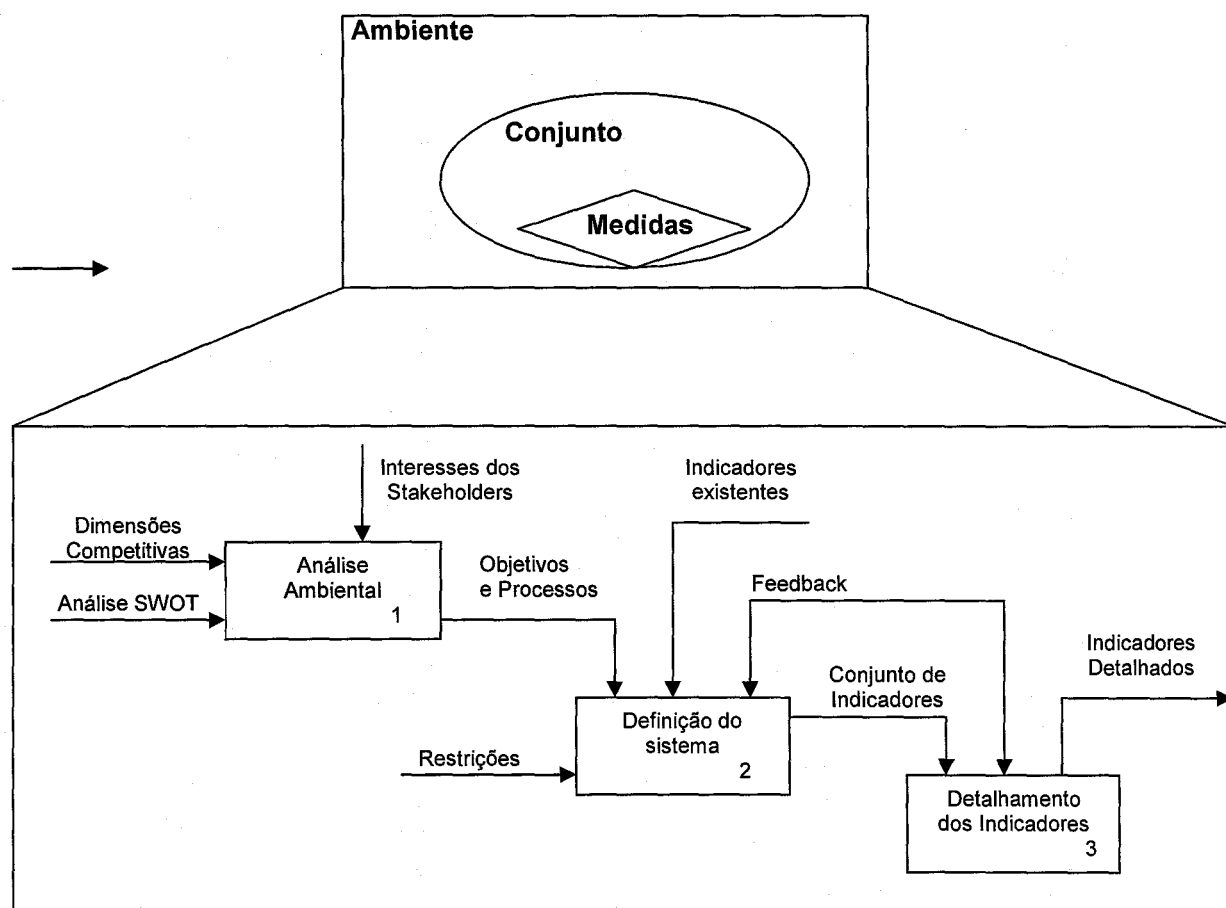 Ambiente
Conjunto
Medidas
Interesses dos
Stakeholders
Indicadores
existentes
Dimensões
Competitivas
Análise SWOT
Análise
Ambiental
1
Objetivos
e Processos
Feedback
Indicadores
Detalhados
Conjunto de
Indicadores
Definição do
sistema
2
Restrições
Detalhamento
dos Indicadores
3